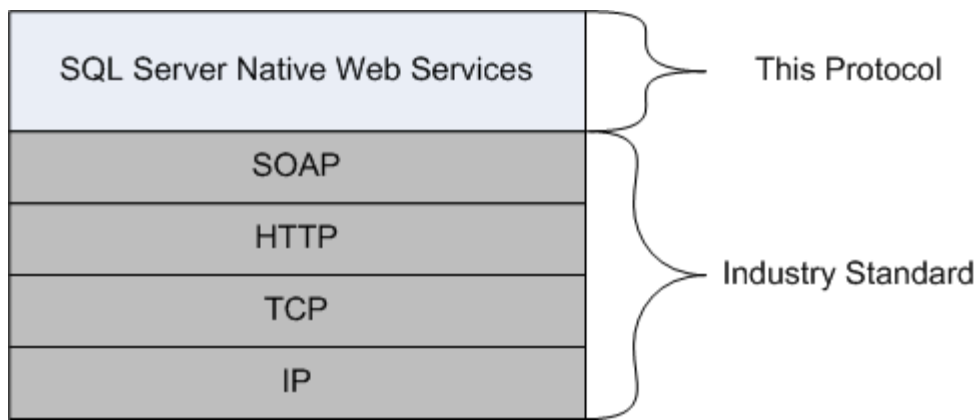 SQL Server Native Web Services
This Protocol
SOAP
HTTP
TCP
IP
Industry Standard